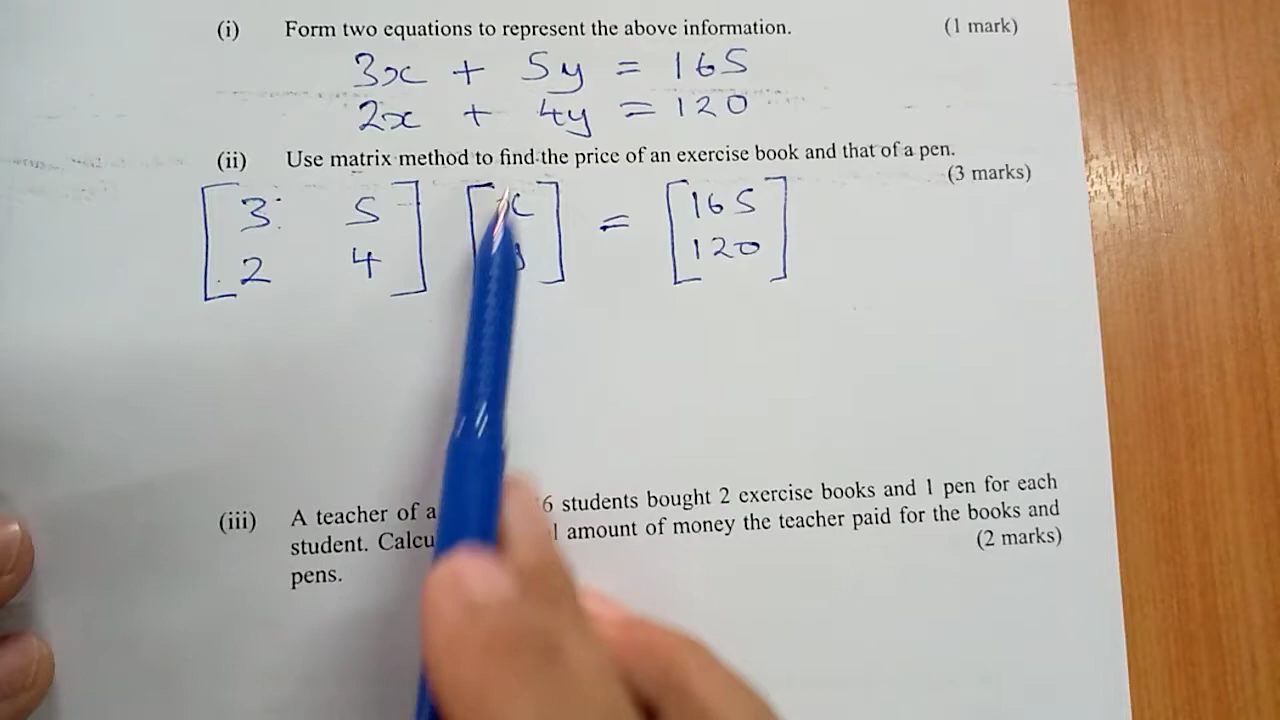 (i) Form two equations to represent the above information. (1 mark)
3x + 5y = 165
2x + 4y = 120
(ii) Use matrix method to find the price of an exercise book and that of a pen.
(3 marks)
[3 5] [x] = [165]
[2 4] [y] [120]
(iii) A teacher of a 6 students bought 2 exercise books and 1 pen for each
student. amount of money the teacher paid for the books and
pens. (2 marks)